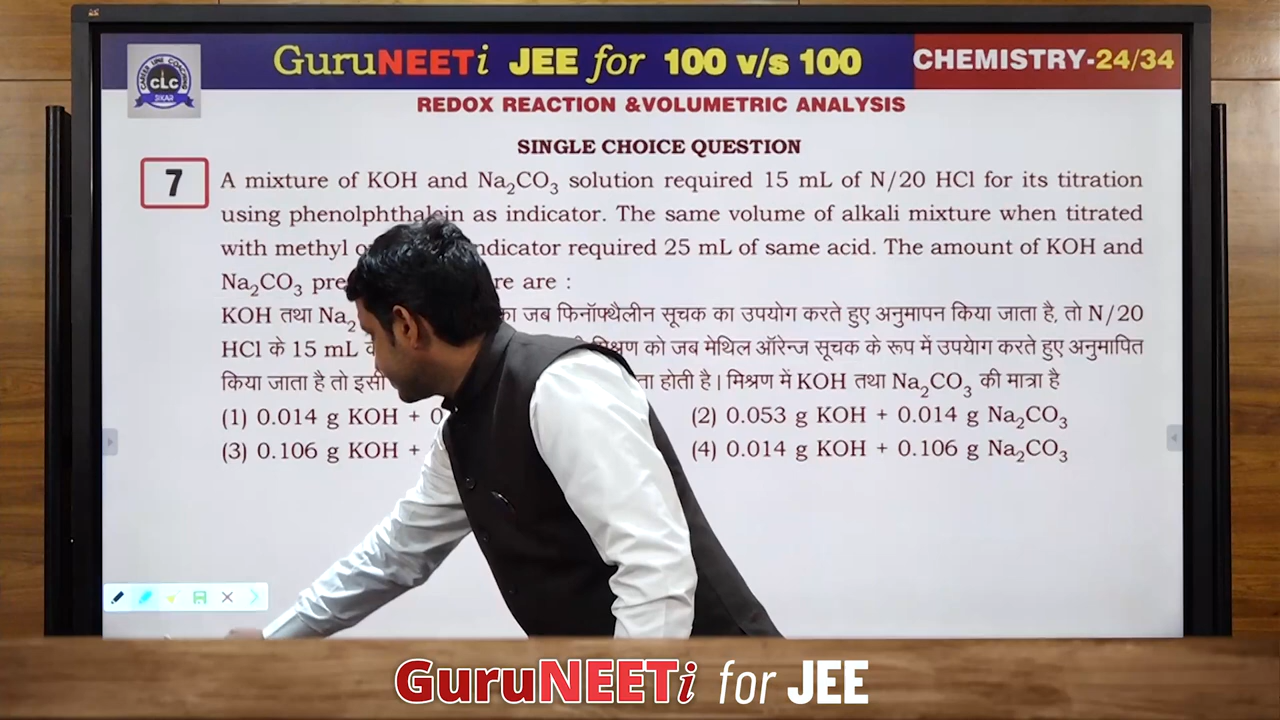 GuruNEETi JEE for 100 v/s 100
CHEMISTRY-24/34
CLC
SIKAR
REDOX REACTION &VOLUMETRIC ANALYSIS
SINGLE CHOICE QUESTION
7
A mixture of KOH and Na₂CO₃ solution required 15 mL of N/20 HCl for its titration
using phenolphthalein as indicator. The same volume of alkali mixture when titrated
with methyl indicator required 25 mL of same acid. The amount of KOH and
Na₂CO₃ are :
KOH तथा का जब फिनॉफ्थैलीन सूचक का उपयोग करते हुए अनुमापन किया जाता है, तो N/20
HCl के 15 mL मिश्रण को जब मेथिल ऑरेन्ज सूचक के रूप में उपयोग करते हुए अनुमापित
किया जाता है तो इसी होती है। मिश्रण में KOH तथा Na₂CO₃ की मात्रा है
(1) 0.014 g KOH +
(2) 0.053 g KOH + 0.014 g Na₂CO₃
(3) 0.106 g KOH +
(4) 0.014 g KOH + 0.106 g Na₂CO₃
GuruNEETi for JEE